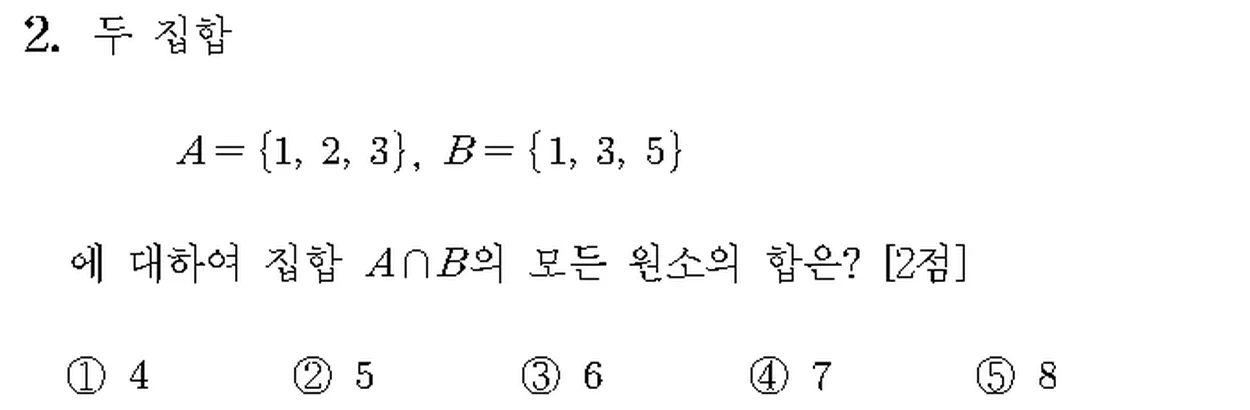 2. 두 집합
A={1, 2, 3}, B={1, 3, 5}
에 대하여 집합 A∩B의 모든 원소의 합은? [2점]
① 4 ② 5 ③ 6 ④ 7 ⑤ 8